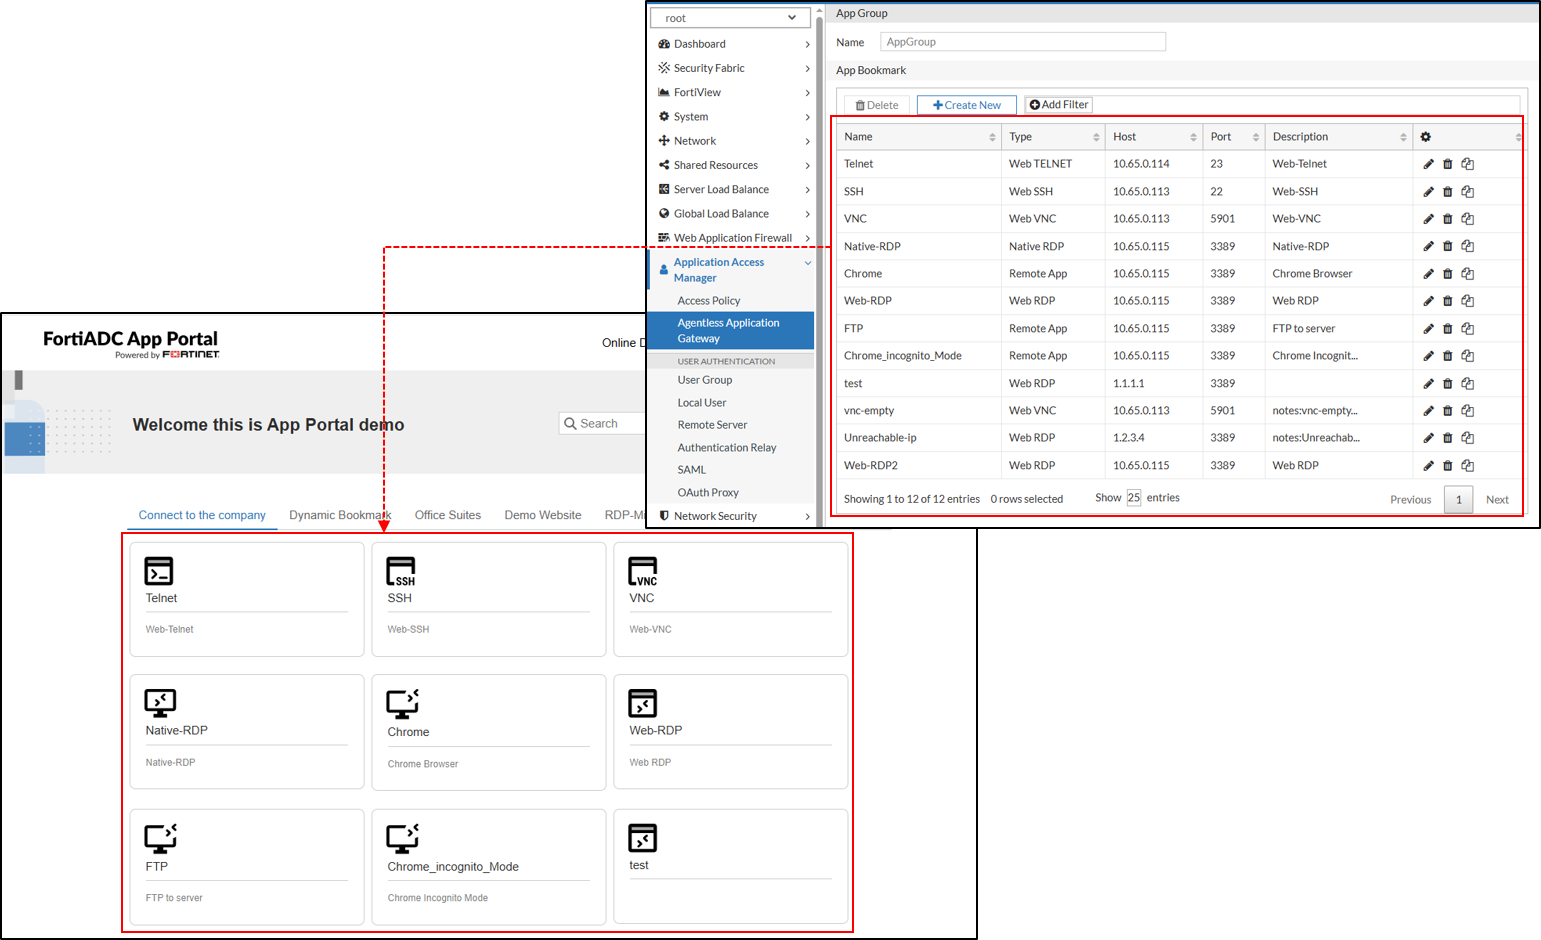 root
Dashboard
Security Fabric
FortiView
System
Network
Shared Resources
Server Load Balance
Global Load Balance
Web Application Firewall
Application Access
Manager
Access Policy
Agentless Application
Gateway
USER AUTHENTICATION
User Group
Local User
Remote Server
Authentication Relay
SAML
OAuth Proxy
Network Security
App Group
Name AppGroup
App Bookmark
Delete Create New Add Filter
Name Type Host Port Description
Telnet Web TELNET 10.65.0.114 23 Web-Telnet
SSH Web SSH 10.65.0.113 22 Web-SSH
VNC Web VNC 10.65.0.113 5901 Web-VNC
Native-RDP Native RDP 10.65.0.115 3389 Native-RDP
Chrome Remote App 10.65.0.115 3389 Chrome Browser
Web-RDP Web RDP 10.65.0.115 3389 Web RDP
FTP Remote App 10.65.0.115 3389 FTP to server
Chrome_incognito_Mode Remote App 10.65.0.115 3389 Chrome Incognit...
test Web RDP 1.1.1.1 3389
vnc-empty Web VNC 10.65.0.113 5901 notes:vnc-empty...
Unreachable-ip Web RDP 1.2.3.4 3389 notes:Unreachab...
Web-RDP2 Web RDP 10.65.0.115 3389 Web RDP
Showing 1 to 12 of 12 entries 0 rows selected Show 25 entries Previous 1 Next
FortiADC App Portal
Powered by FORTINET
Online D
Welcome this is App Portal demo
Search
Connect to the company Dynamic Bookmark Office Suites Demo Website RDP-Mi
SSH VNC
Telnet SSH VNC
Web-Telnet Web-SSH Web-VNC
Native-RDP Chrome Web-RDP
Native-RDP Chrome Browser Web RDP
FTP Chrome_incognito_Mode test
FTP to server Chrome Incognito Mode